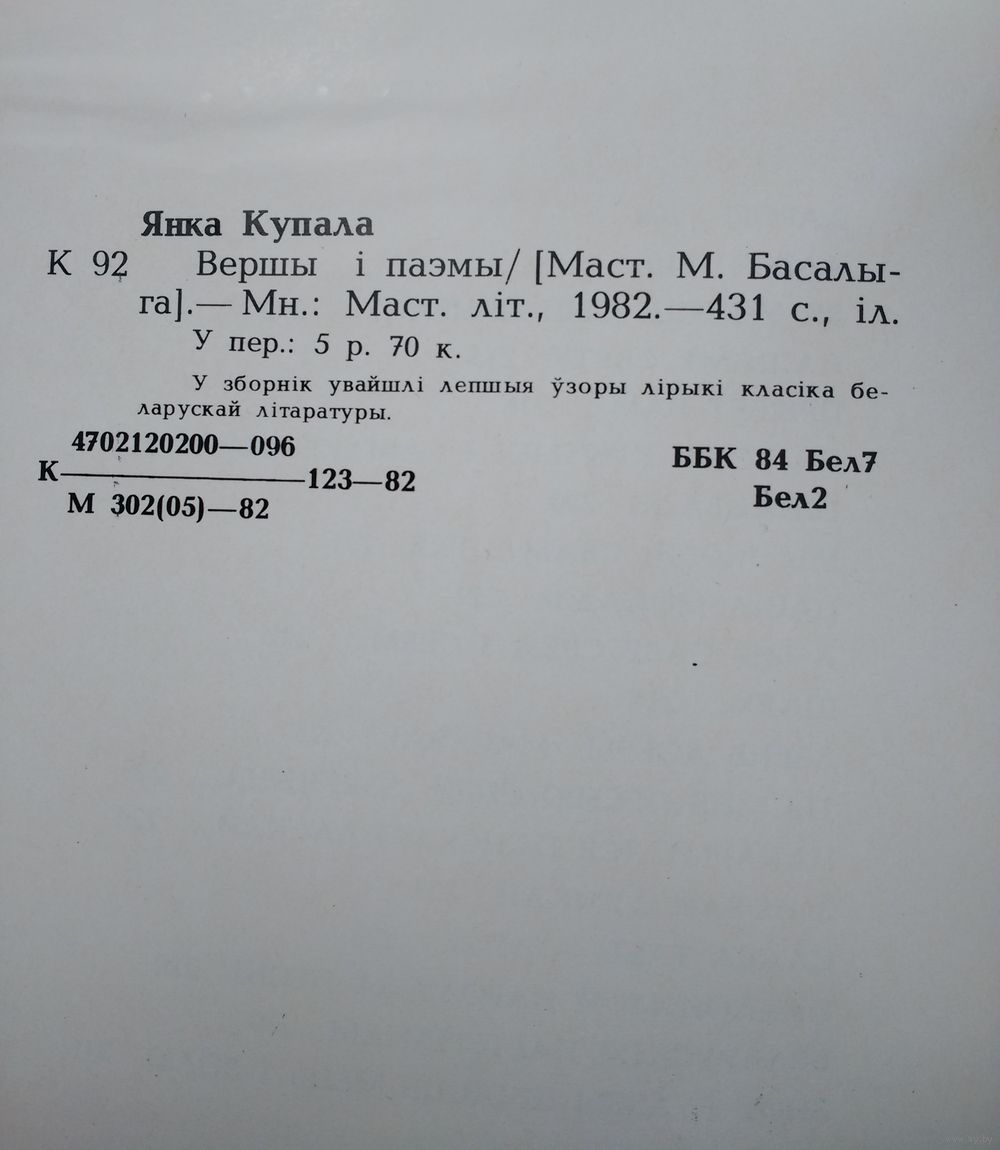 Янка Купала
К 92 Вершы і паэмы/ [Маст. М. Басалы-
га].— Мн.: Маст. літ., 1982.—431 с., іл.
У пер.: 5 р. 70 к.
У зборнік увайшлі лепшыя ўзоры лірыкі класіка бе-
ларускай літаратуры.
4702120200—096
К————123—82
М 302(05)—82
ББК 84 Бел7
Бел2